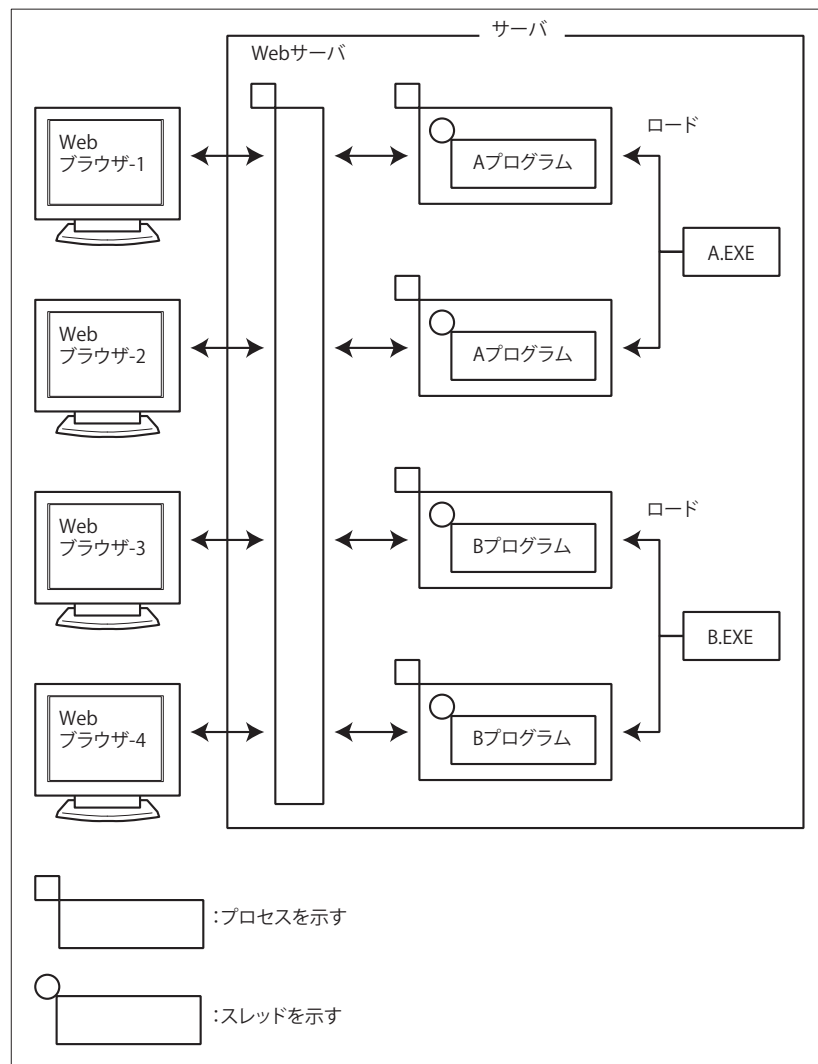 サーバ
Webサーバ
Web
ブラウザ-1
Aプログラム
ロード
A.EXE
Web
ブラウザ-2
Aプログラム
Web
ブラウザ-3
Bプログラム
ロード
B.EXE
Web
ブラウザ-4
Bプログラム
:プロセスを示す
:スレッドを示す